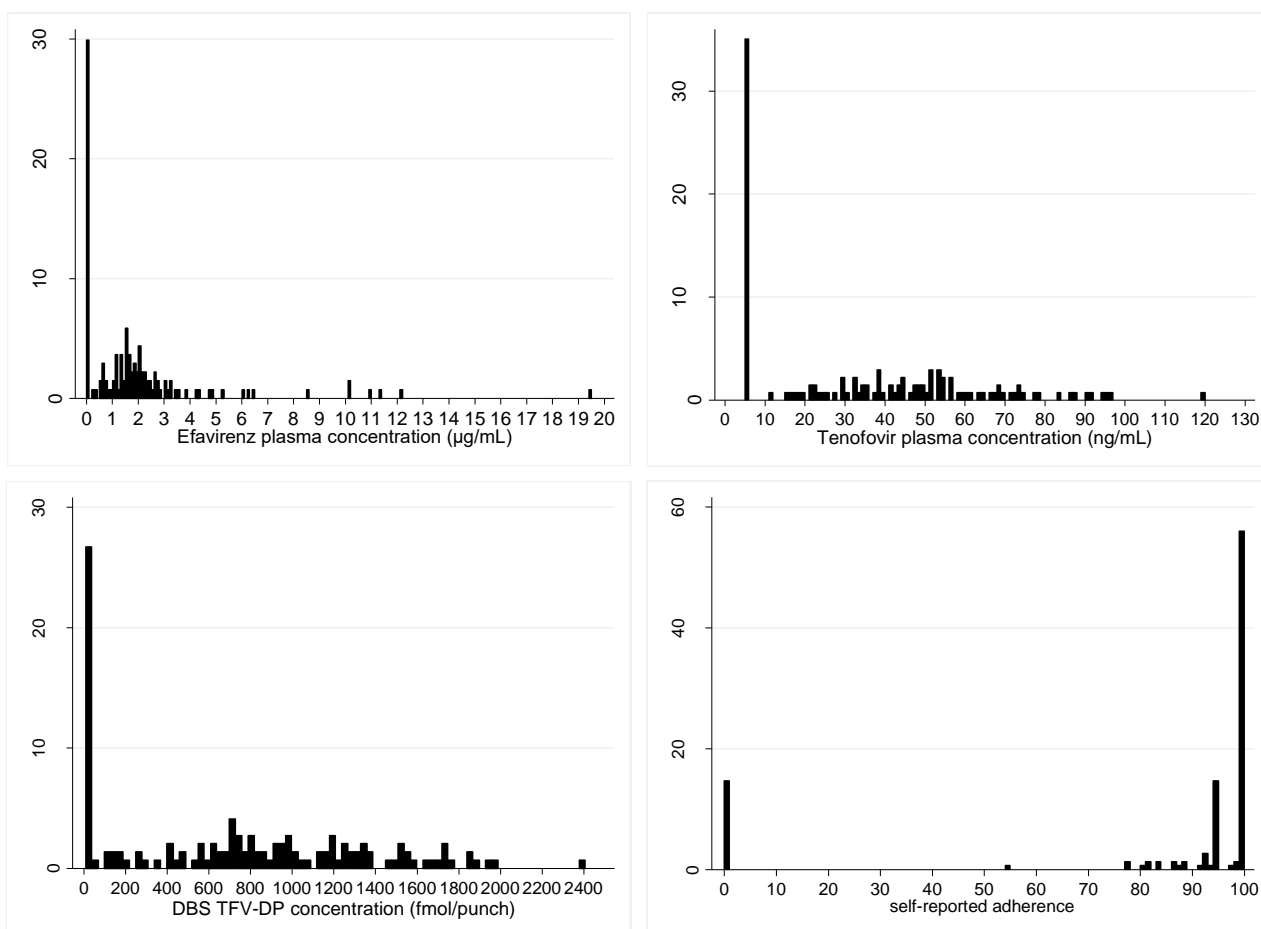 30
20
10
0
0 1 2 3 4 5 6 7 8 9 10 11 12 13 14 15 16 17 18 19 20
Efavirenz plasma concentration (µg/mL)
30
20
10
0
0 10 20 30 40 50 60 70 80 90 100 110 120 130
Tenofovir plasma concentration (ng/mL)
30
20
10
0
0 200 400 600 800 1000 1200 1400 1600 1800 2000 2200 2400
DBS TFV-DP concentration (fmol/punch)
60
40
20
0
0 10 20 30 40 50 60 70 80 90 100
self-reported adherence